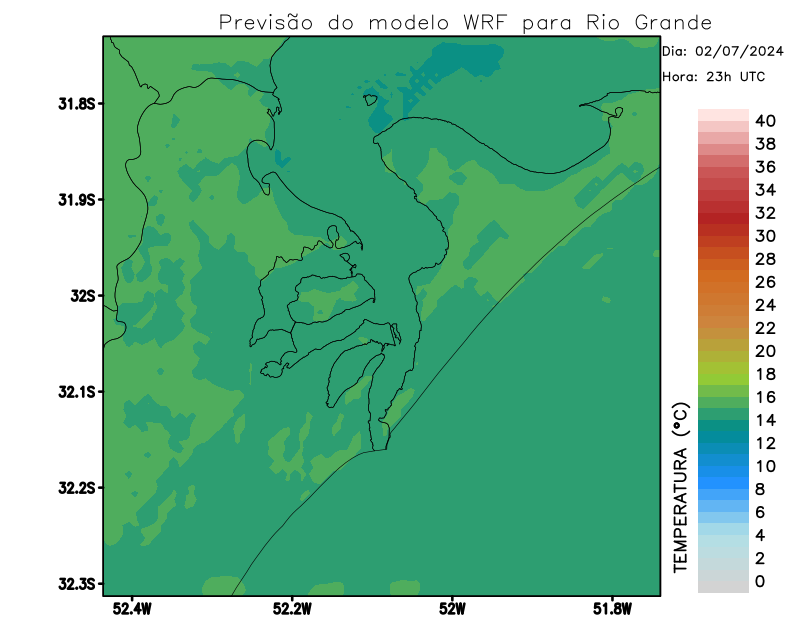 Previsão do modelo WRF para Rio Grande
Dia: 02/07/2024
Hora: 23h UTC
31.8S
31.9S
32S
32.1S
32.2S
32.3S
52.4W
52.2W
52W
51.8W
TEMPERATURA (°C)
40
38
36
34
32
30
28
26
24
22
20
18
16
14
12
10
8
6
4
2
0